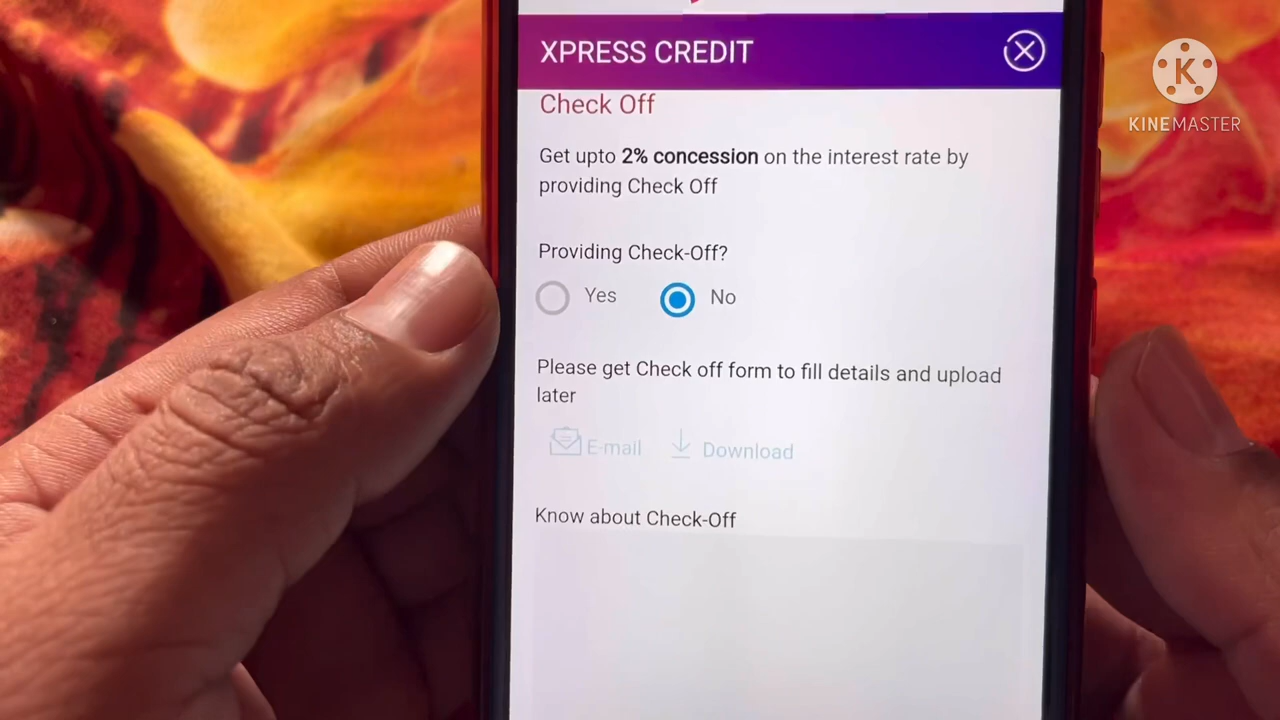 XPRESS CREDIT
Check Off
Get upto 2% concession on the interest rate by
providing Check Off
Providing Check-Off?
Yes No
Please get Check off form to fill details and upload
later
E-mail Download
Know about Check-Off
K
KINEMASTER